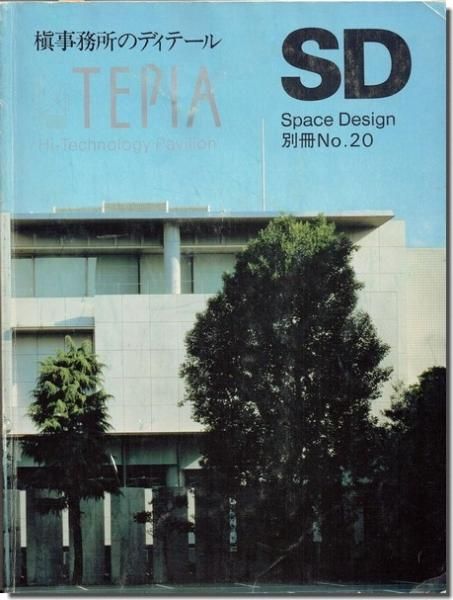 槇事務所のディテール
TEPIA
Hi-Technology Pavilion
SD
Space Design
別冊No.20